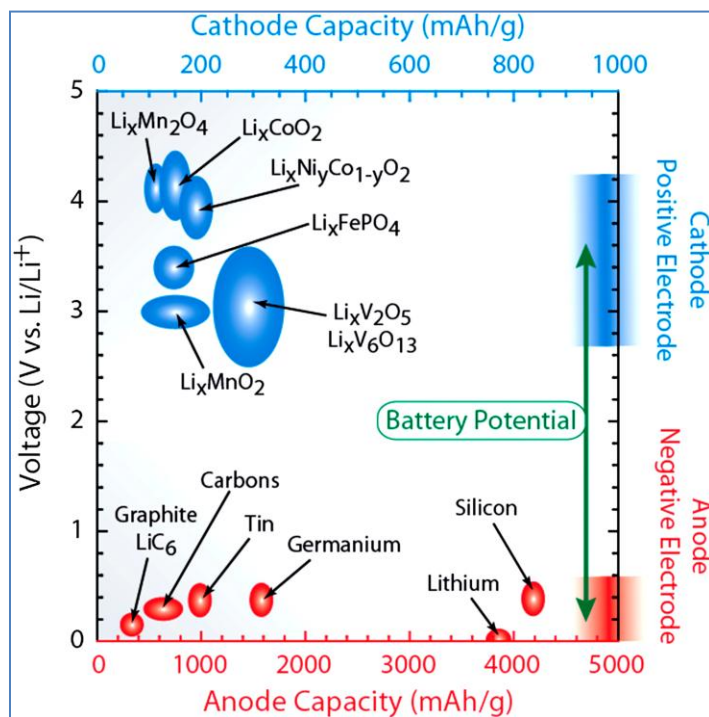 Cathode Capacity (mAh/g)
0 200 400 600 800 1000
5
LiₓMn₂O₄
LiₓCoO₂
LiₓNiᵧCo₁₋ᵧO₂
4
LiₓFePO₄
3
LiₓV₂O₅
LiₓV₆O₁₃
LiₓMnO₂
Voltage (V vs. Li/Li⁺)
Cathode
Positive Electrode
2
Battery Potential
Carbons
Graphite
LiC₆
Tin
Germanium
Silicon
Lithium
1
0
Anode
Negative Electrode
0 1000 2000 3000 4000 5000
Anode Capacity (mAh/g)